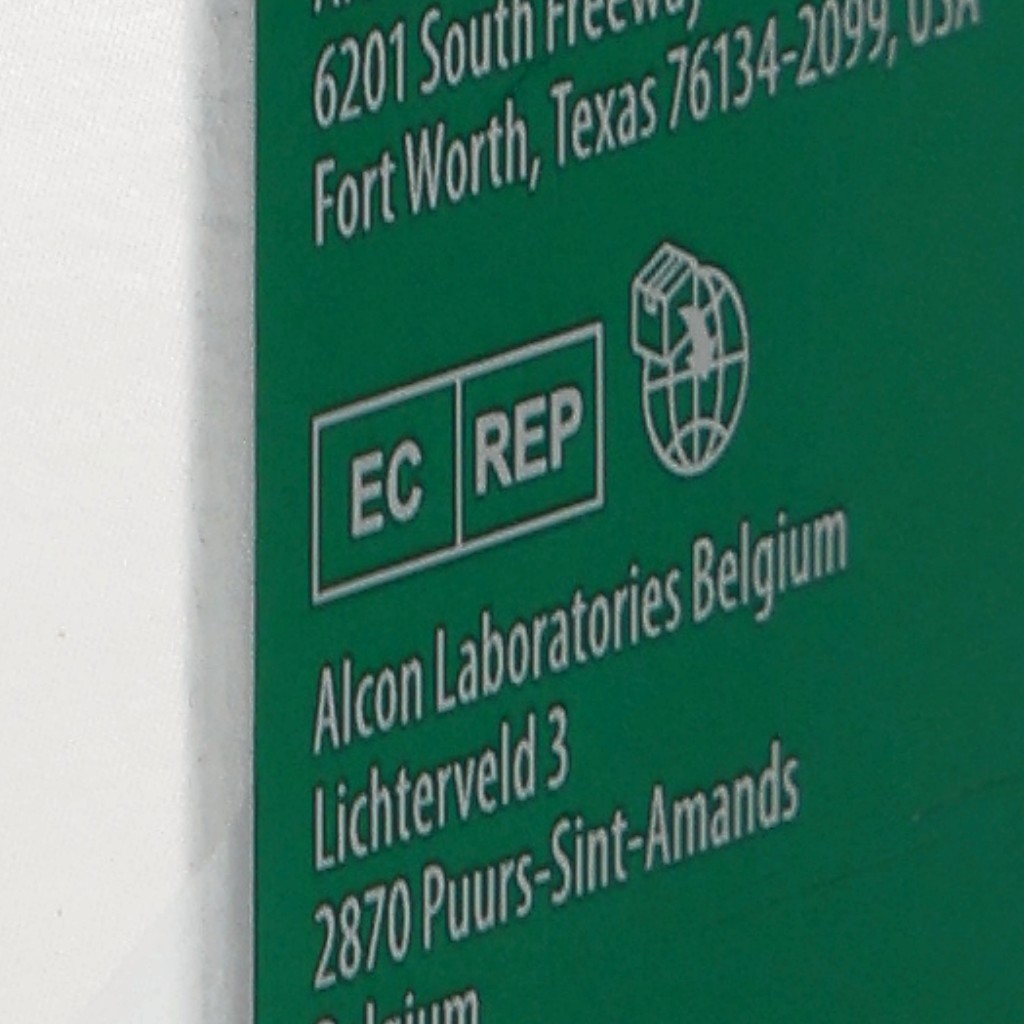 6201 South Freeway
Fort Worth, Texas 76134-2099, USA
EC REP
Alcon Laboratories Belgium
Lichterveld 3
2870 Puurs-Sint-Amands
Belgium